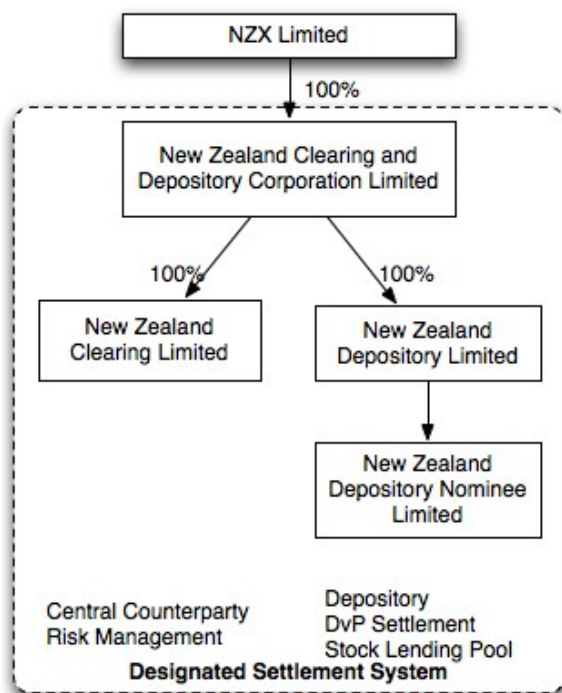 NZX Limited
100%
New Zealand Clearing and
Depository Corporation Limited
100%
100%
New Zealand
Clearing Limited
New Zealand
Depository Limited
New Zealand
Depository Nominee
Limited
Central Counterparty
Risk Management
Depository
DvP Settlement
Stock Lending Pool
Designated Settlement System